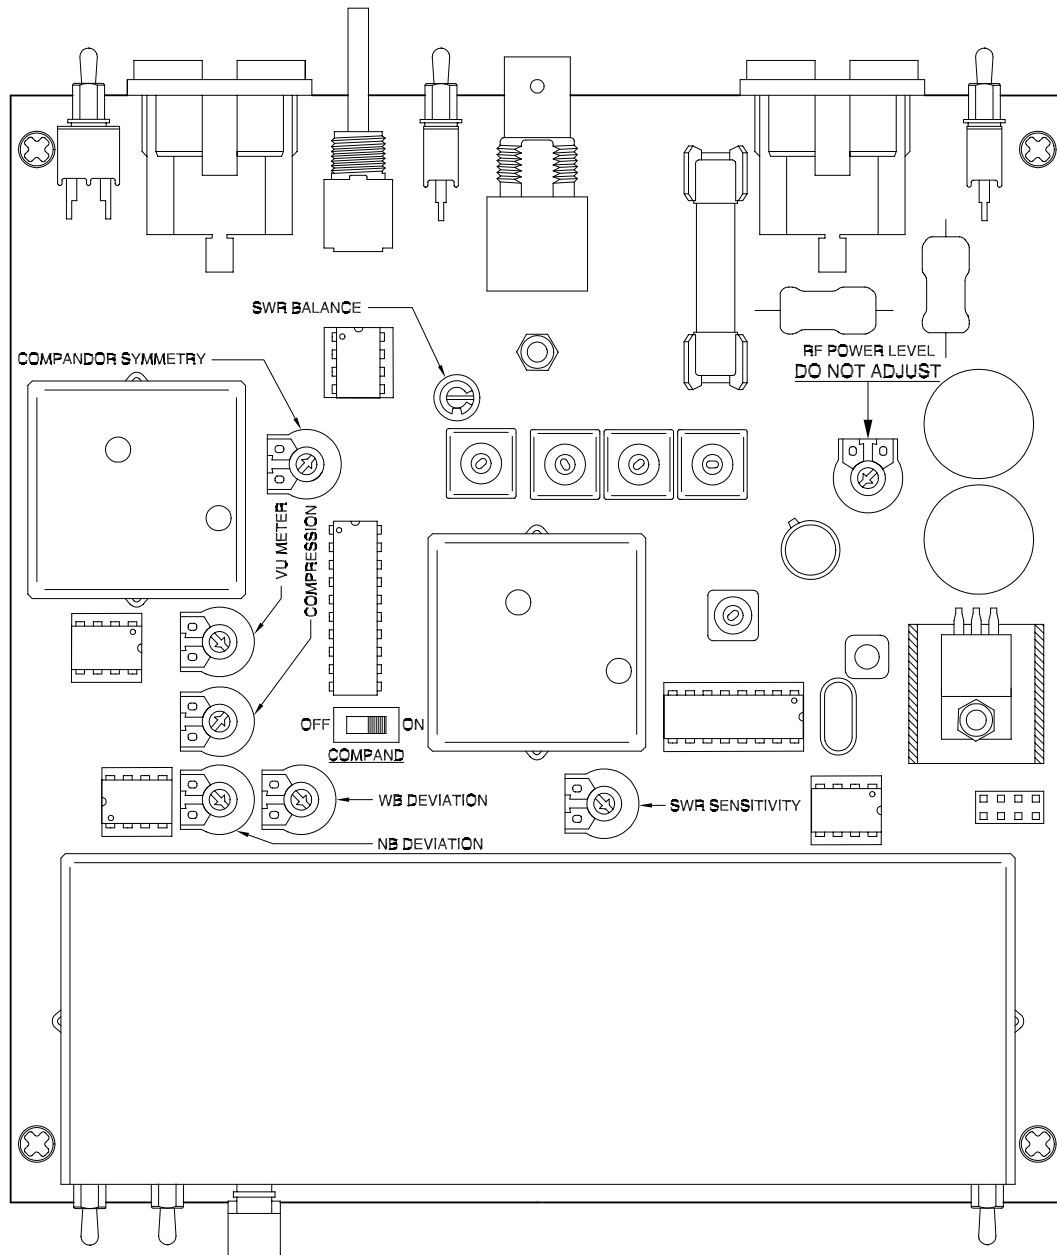 SWR BALANCE
COMPANDOR SYMMETRY
RF POWER LEVEL
DO NOT ADJUST
VU METER
COMPRESSION
OFF ON
COMPAND
WB DEVIATION
SWR SENSITIVITY
NB DEVIATION